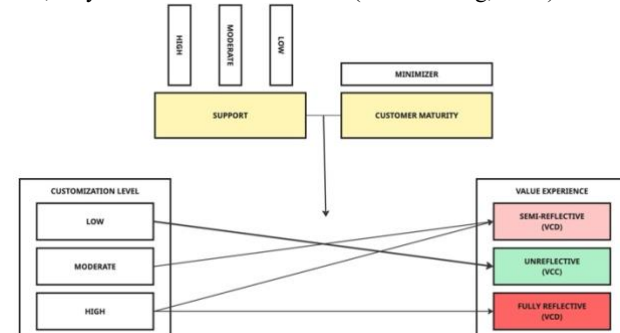 HIGH
MODERATE
LOW
MINIMIZER
SUPPORT
CUSTOMER MATURITY
CUSTOMIZATION LEVEL
LOW
MODERATE
HIGH
VALUE EXPERIENCE
SEMI-REFLECTIVE
(VCD)
UNREFLECTIVE
(VCC)
FULLY REFLECTIVE
(VCD)